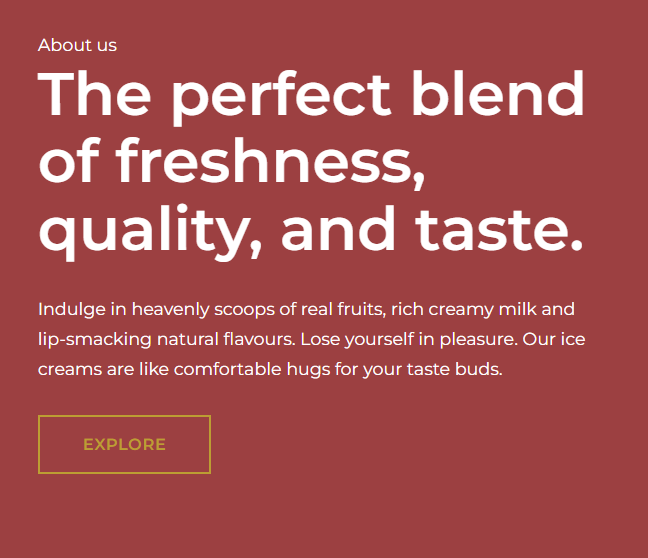 About us
The perfect blend
of freshness,
quality, and taste.
Indulge in heavenly scoops of real fruits, rich creamy milk and
lip-smacking natural flavours. Lose yourself in pleasure. Our ice
creams are like comfortable hugs for your taste buds.
EXPLORE